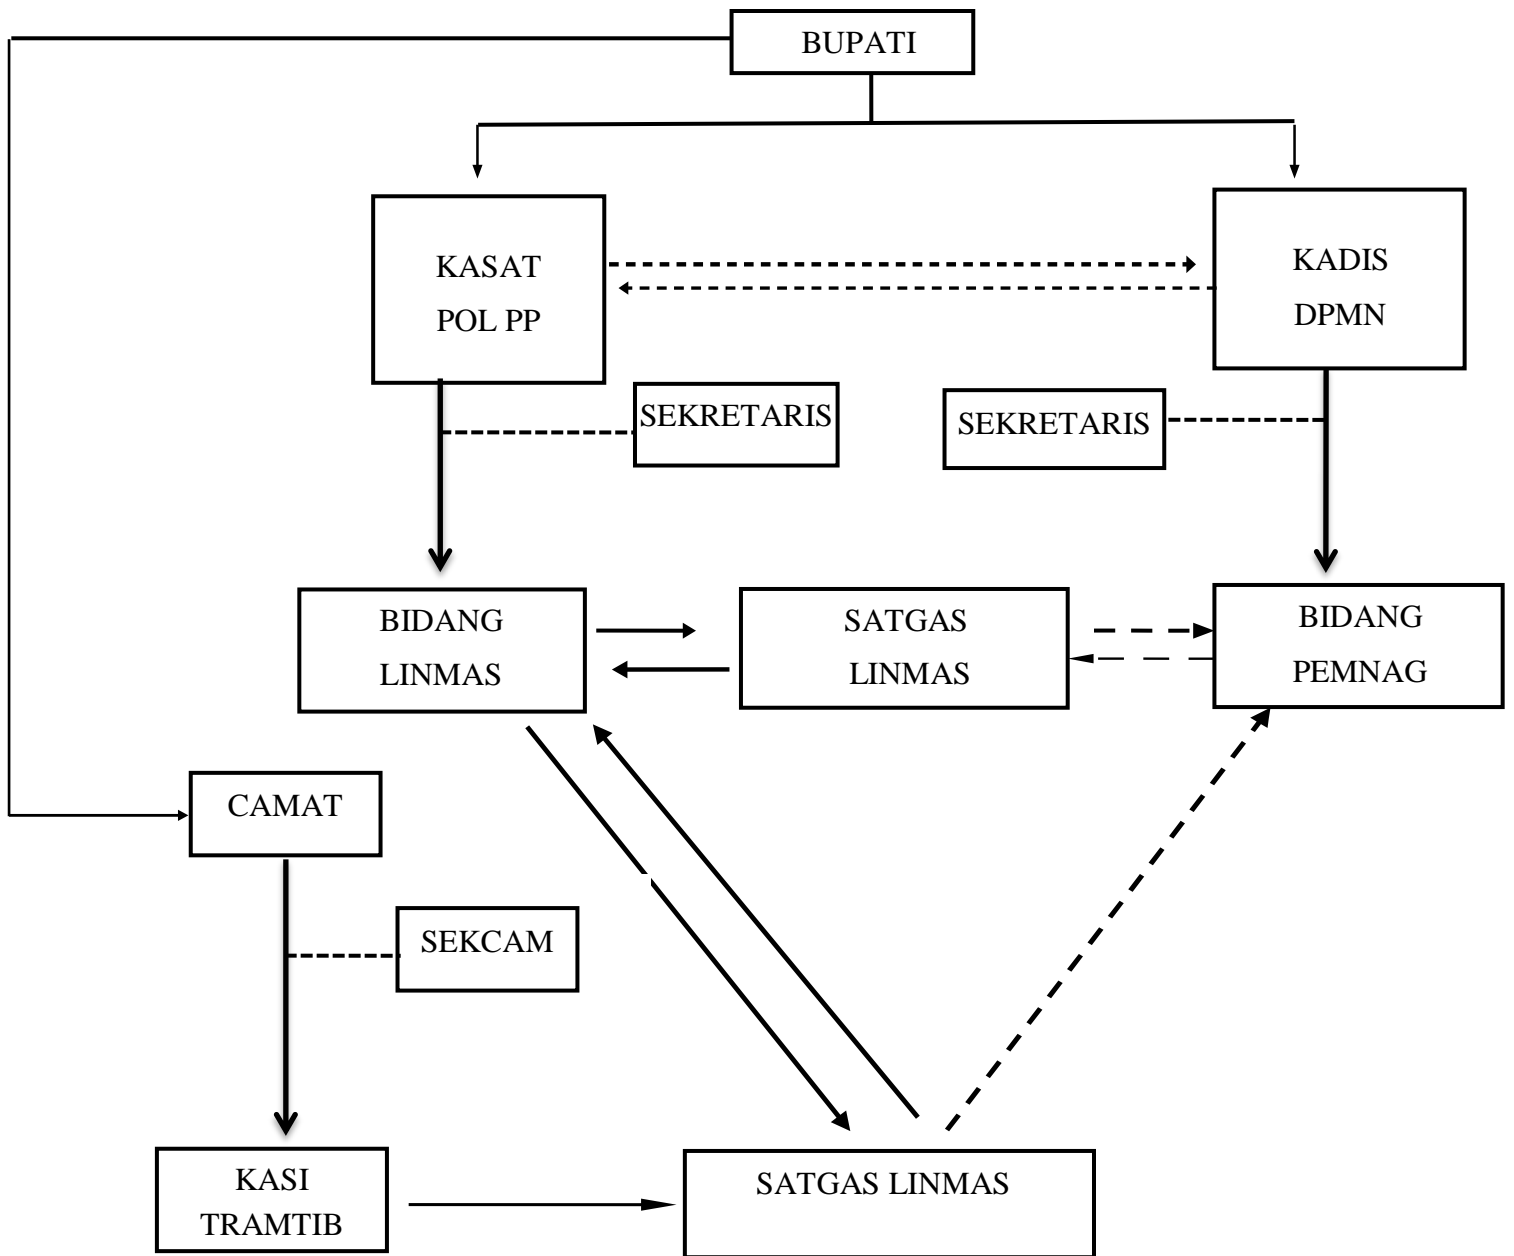 BUPATI
KASAT
POL PP
KADIS
DPMN
SEKRETARIS
SEKRETARIS
BIDANG
LINMAS
SATGAS
LINMAS
BIDANG
PEMNAG
CAMAT
SEKCAM
KASI
TRAMTIB
SATGAS LINMAS